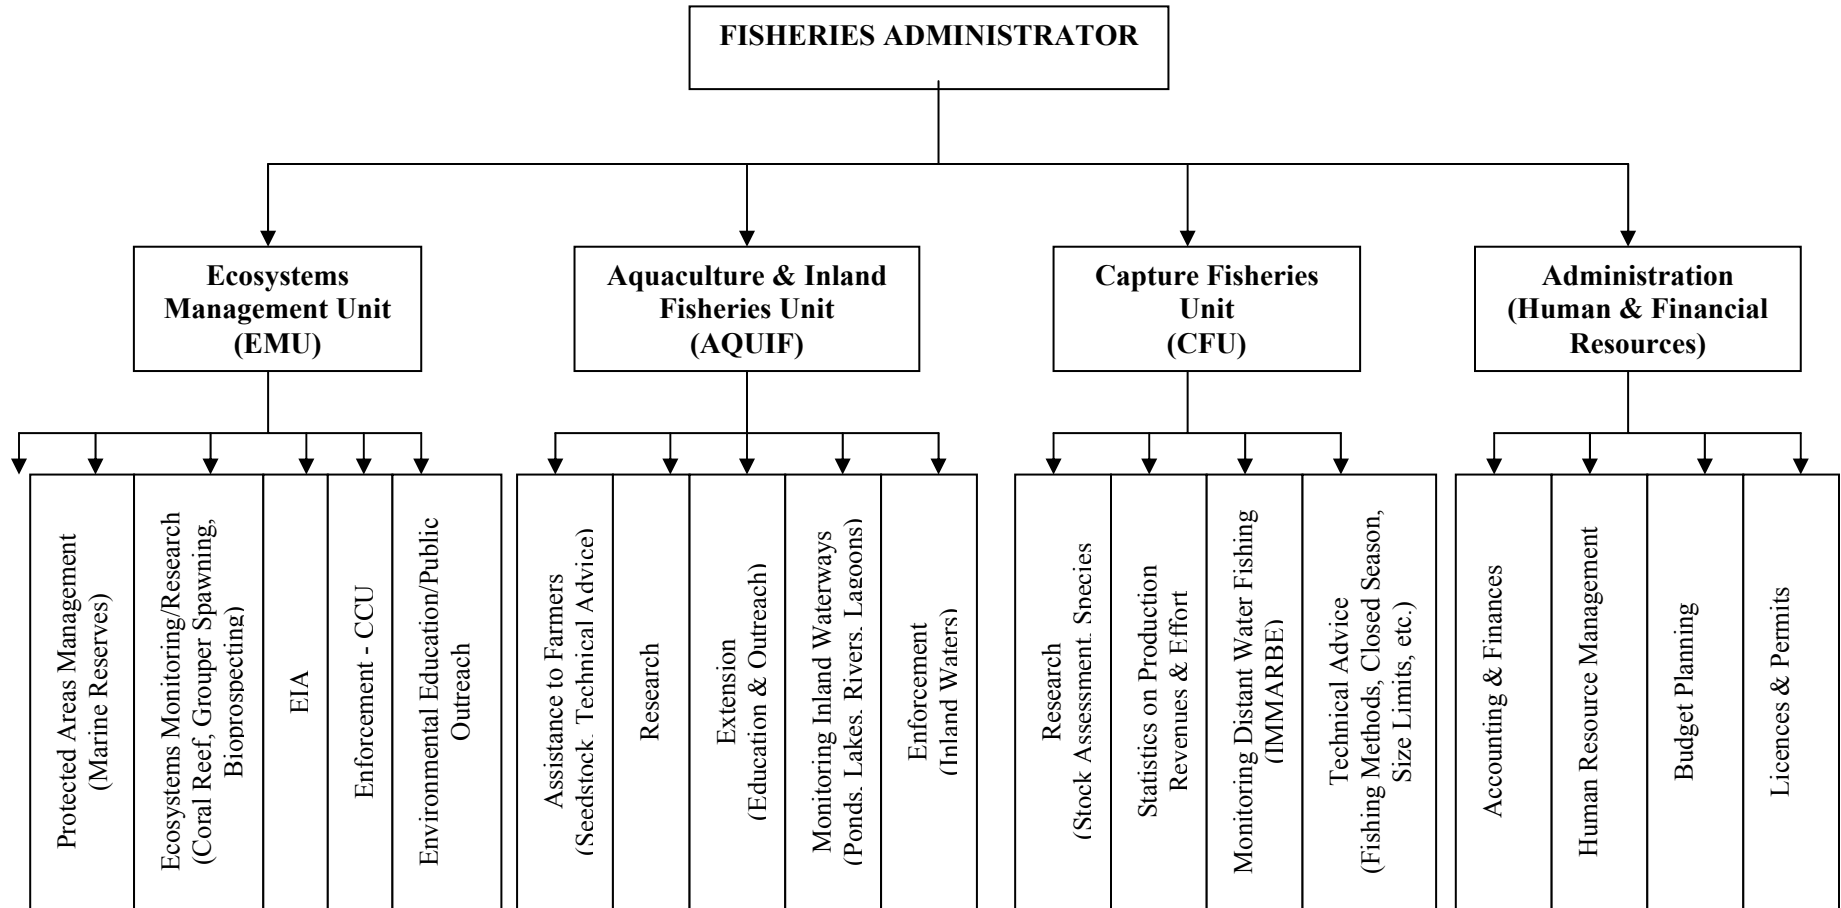 FISHERIES ADMINISTRATOR
Ecosystems
Management Unit
(EMU)
Aquaculture & Inland
Fisheries Unit
(AQUIF)
Capture Fisheries
Unit
(CFU)
Administration
(Human & Financial
Resources)
Protected Areas Management
(Marine Reserves)
Ecosystems Monitoring/Research
(Coral Reef, Grouper Spawning,
Bioprospecting)
EIA
Enforcement - CCU
Environmental Education/Public
Outreach
Assistance to Farmers
(Seedstock, Technical Advice)
Research
Extension
(Education & Outreach)
Monitoring Inland Waterways
(Ponds, Lakes, Rivers, Lagoons)
Enforcement
(Inland Waters)
Research
(Stock Assessment, Species
Statistics on Production
Revenues & Effort
Monitoring Distant Water Fishing
(IMMARBE)
Technical Advice
(Fishing Methods, Closed Season,
Size Limits, etc.)
Accounting & Finances
Human Resource Management
Budget Planning
Licences & Permits